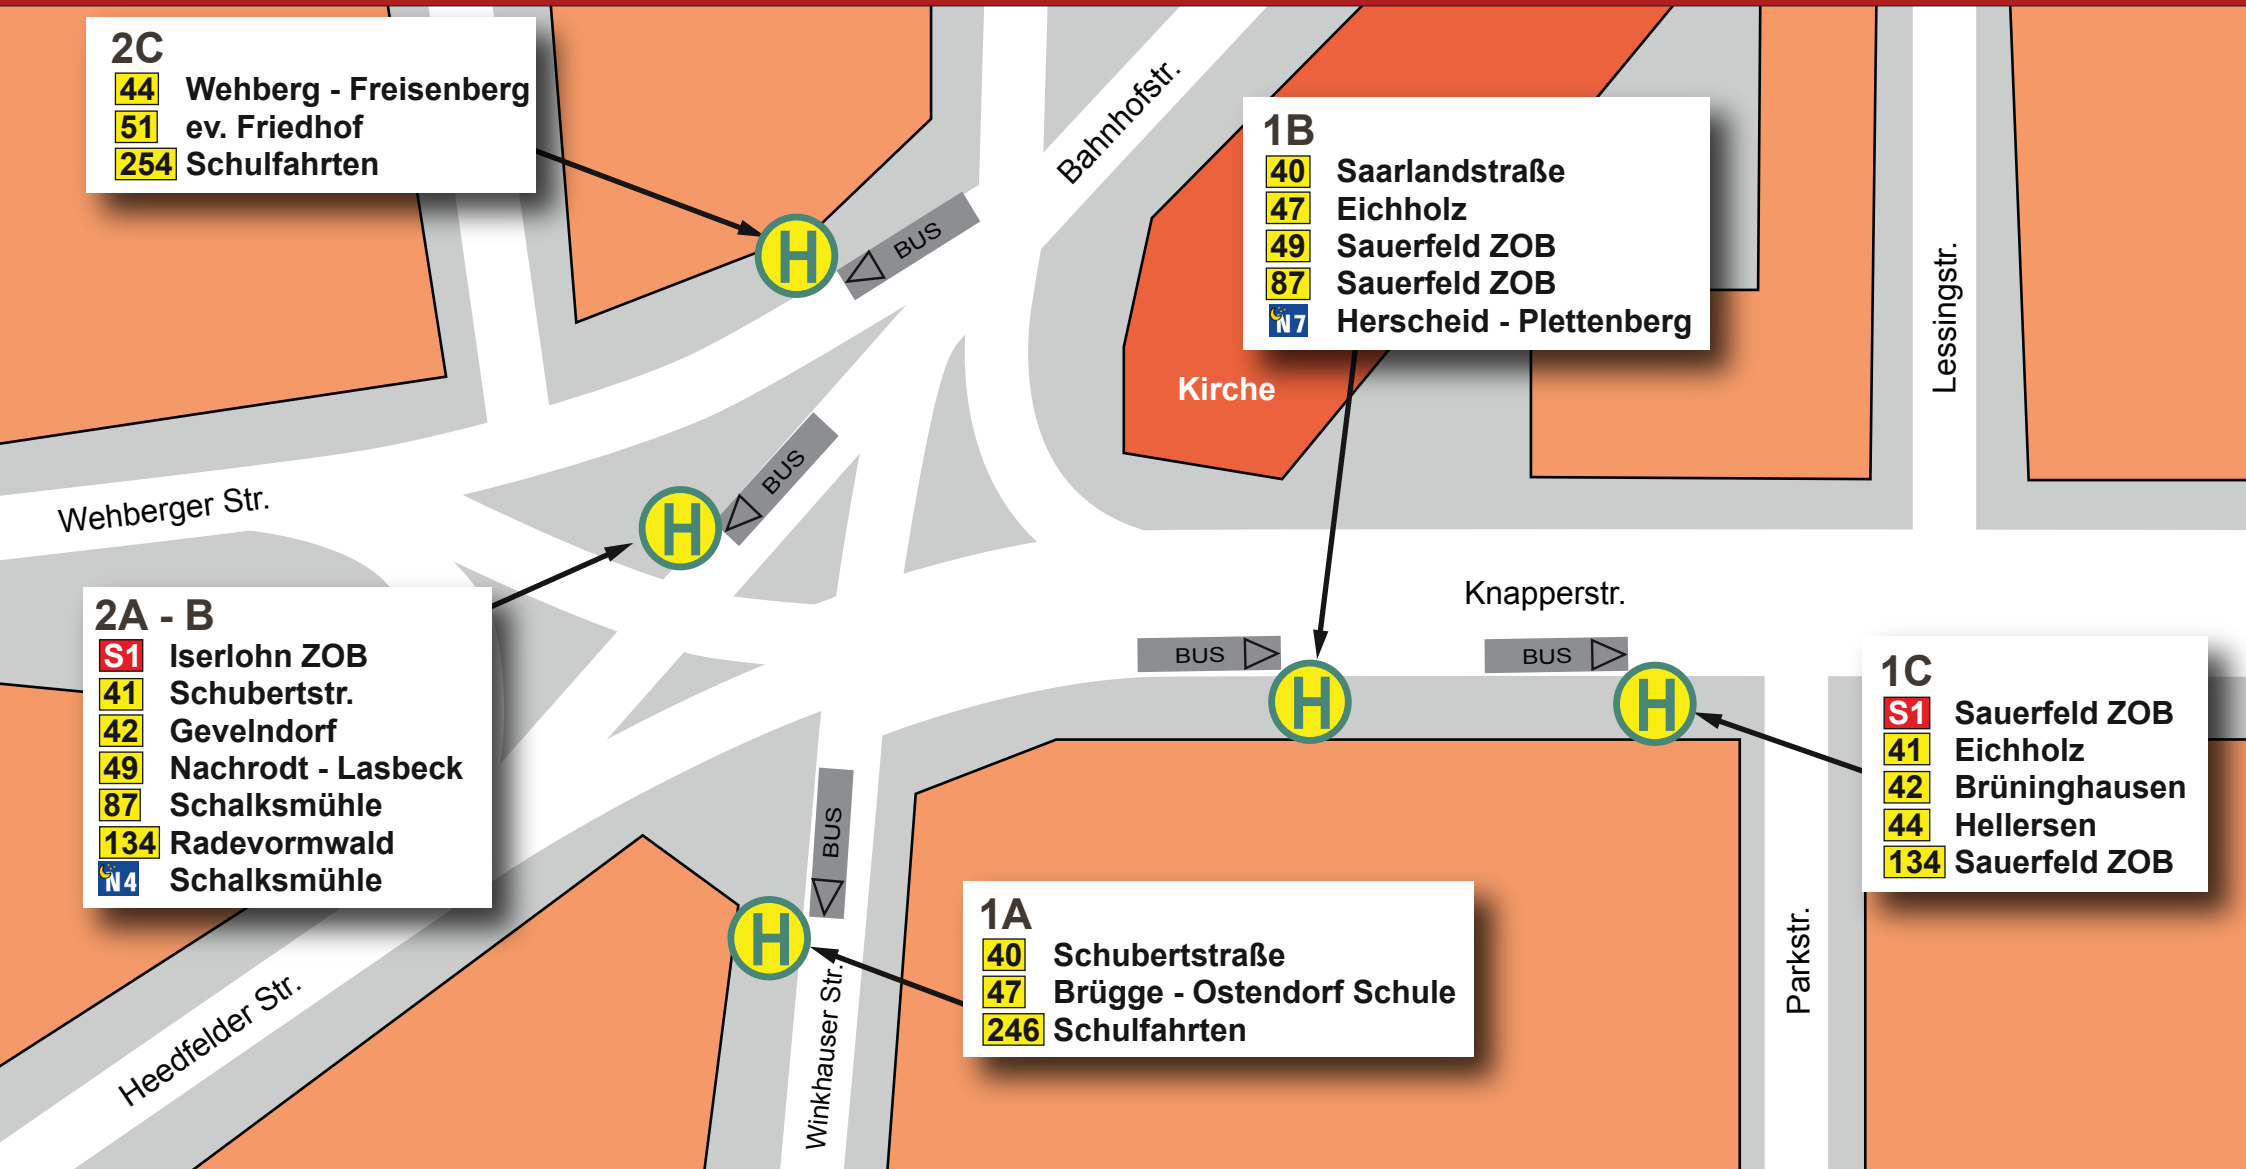 2C
44 Wehberg - Freisenberg
51 ev. Friedhof
254 Schulfahrten
Bahnhofstr.
1B
40 Saarlandstraße
47 Eichholz
49 Sauerfeld ZOB
87 Sauerfeld ZOB
N7 Herscheid - Plettenberg
H
BUS
Lessingstr.
Kirche
BUS
H
Wehberger Str.
Knapperstr.
2A - B
S1 Iserlohn ZOB
41 Schubertstr.
42 Gevelndorf
49 Nachrodt - Lasbeck
87 Schalksmühle
134 Radevormwald
N4 Schalksmühle
BUS
H
BUS
H
1C
S1 Sauerfeld ZOB
41 Eichholz
42 Brüninghausen
44 Hellersen
134 Sauerfeld ZOB
BUS
H
1A
40 Schubertstraße
47 Brügge - Ostendorf Schule
246 Schulfahrten
Heedfelder Str.
Winkhauser Str.
Parkstr.